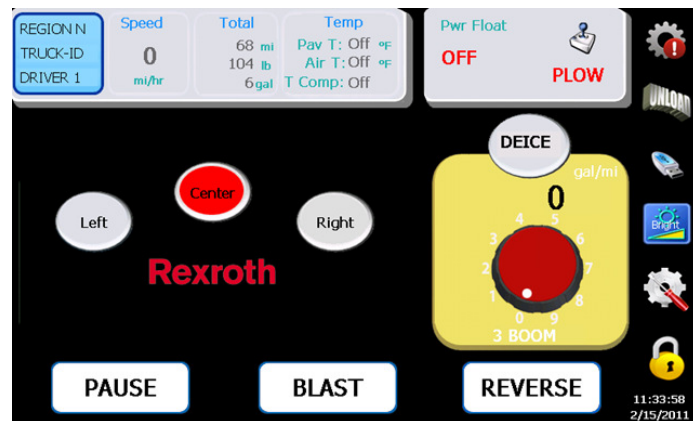 REGION N
TRUCK-ID
DRIVER 1
Speed
0
mi/hr
Total
68 mi
104 lb
6 gal
Temp
Pav T: Off °F
Air T: Off °F
T Comp: Off
Pwr Float
OFF
PLOW
UNLOAD
DEICE
gal/mi
0
4 5
3 6
2 7
1 8
0 9
3 BOOM
Left
Center
Right
Rexroth
Bright
1
PAUSE
BLAST
REVERSE
11:33:58
2/15/2011